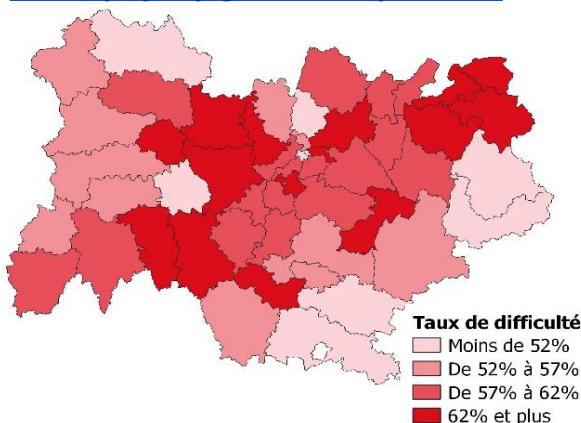 Taux de difficulté
Moins de 52%
De 52% à 57%
De 57% à 62%
62% et plus